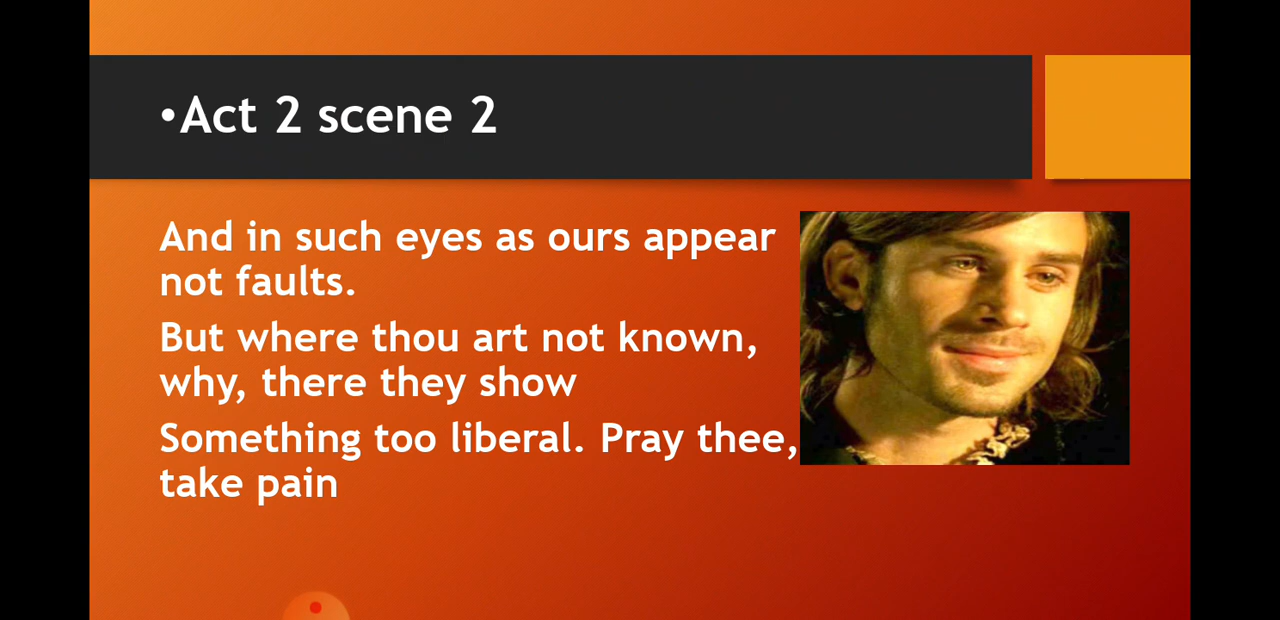 •Act 2 scene 2
And in such eyes as ours appear
not faults.
But where thou art not known,
why, there they show
Something too liberal. Pray thee,
take pain